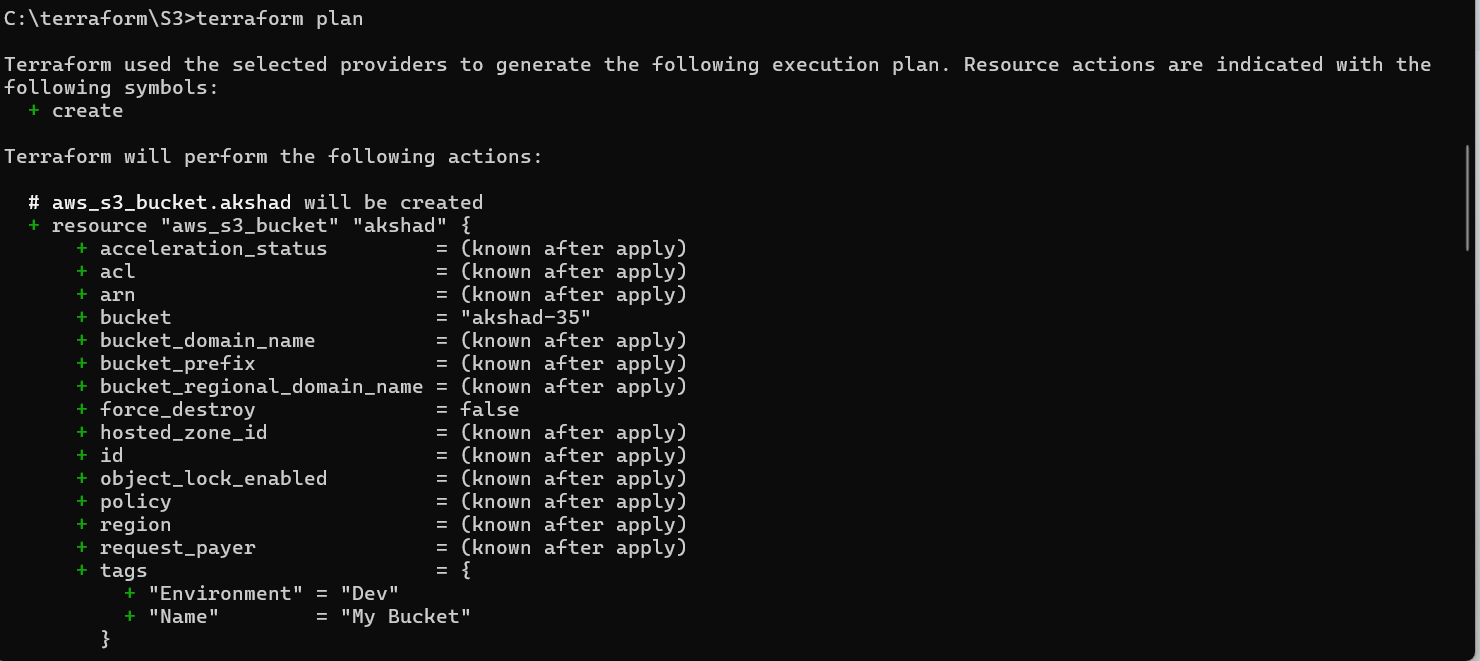 C:\terraform\S3>terraform plan
Terraform used the selected providers to generate the following execution plan. Resource actions are indicated with the
following symbols:
  + create
Terraform will perform the following actions:
  # aws_s3_bucket.akshad will be created
  + resource "aws_s3_bucket" "akshad" {
      + acceleration_status         = (known after apply)
      + acl                         = (known after apply)
      + arn                         = (known after apply)
      + bucket                      = "akshad-35"
      + bucket_domain_name          = (known after apply)
      + bucket_prefix               = (known after apply)
      + bucket_regional_domain_name = (known after apply)
      + force_destroy               = false
      + hosted_zone_id              = (known after apply)
      + id                          = (known after apply)
      + object_lock_enabled         = (known after apply)
      + policy                      = (known after apply)
      + region                      = (known after apply)
      + request_payer               = (known after apply)
      + tags                        = {
          + "Environment" = "Dev"
          + "Name"        = "My Bucket"
        }